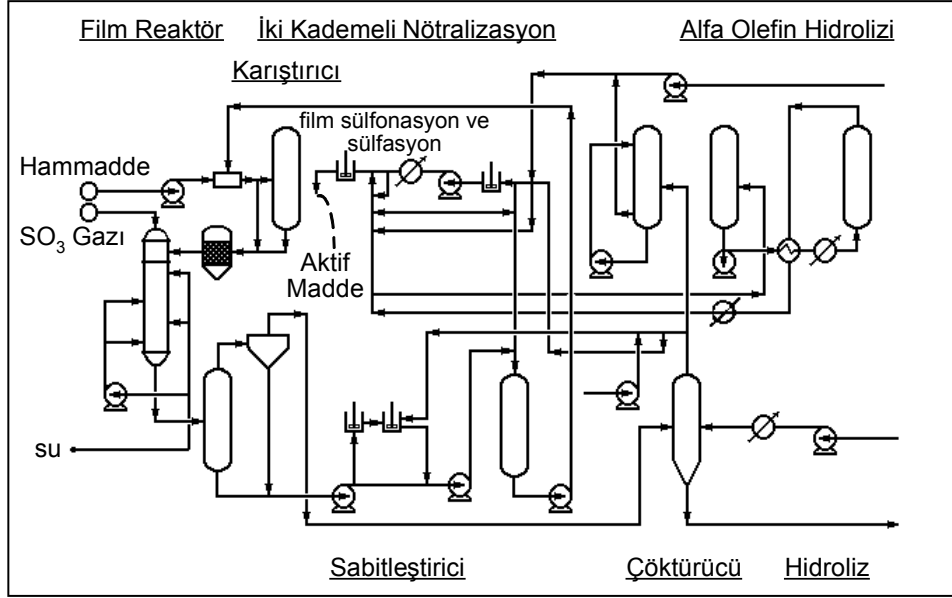 Film Reaktör İki Kademeli Nötralizasyon Alfa Olefin Hidrolizi
Karıştırıcı
film sülfonasyon ve
sülfasyon
Hammadde
SO₃ Gazı
Aktif
Madde
su
Sabitleştirici Çöktürücü Hidroliz